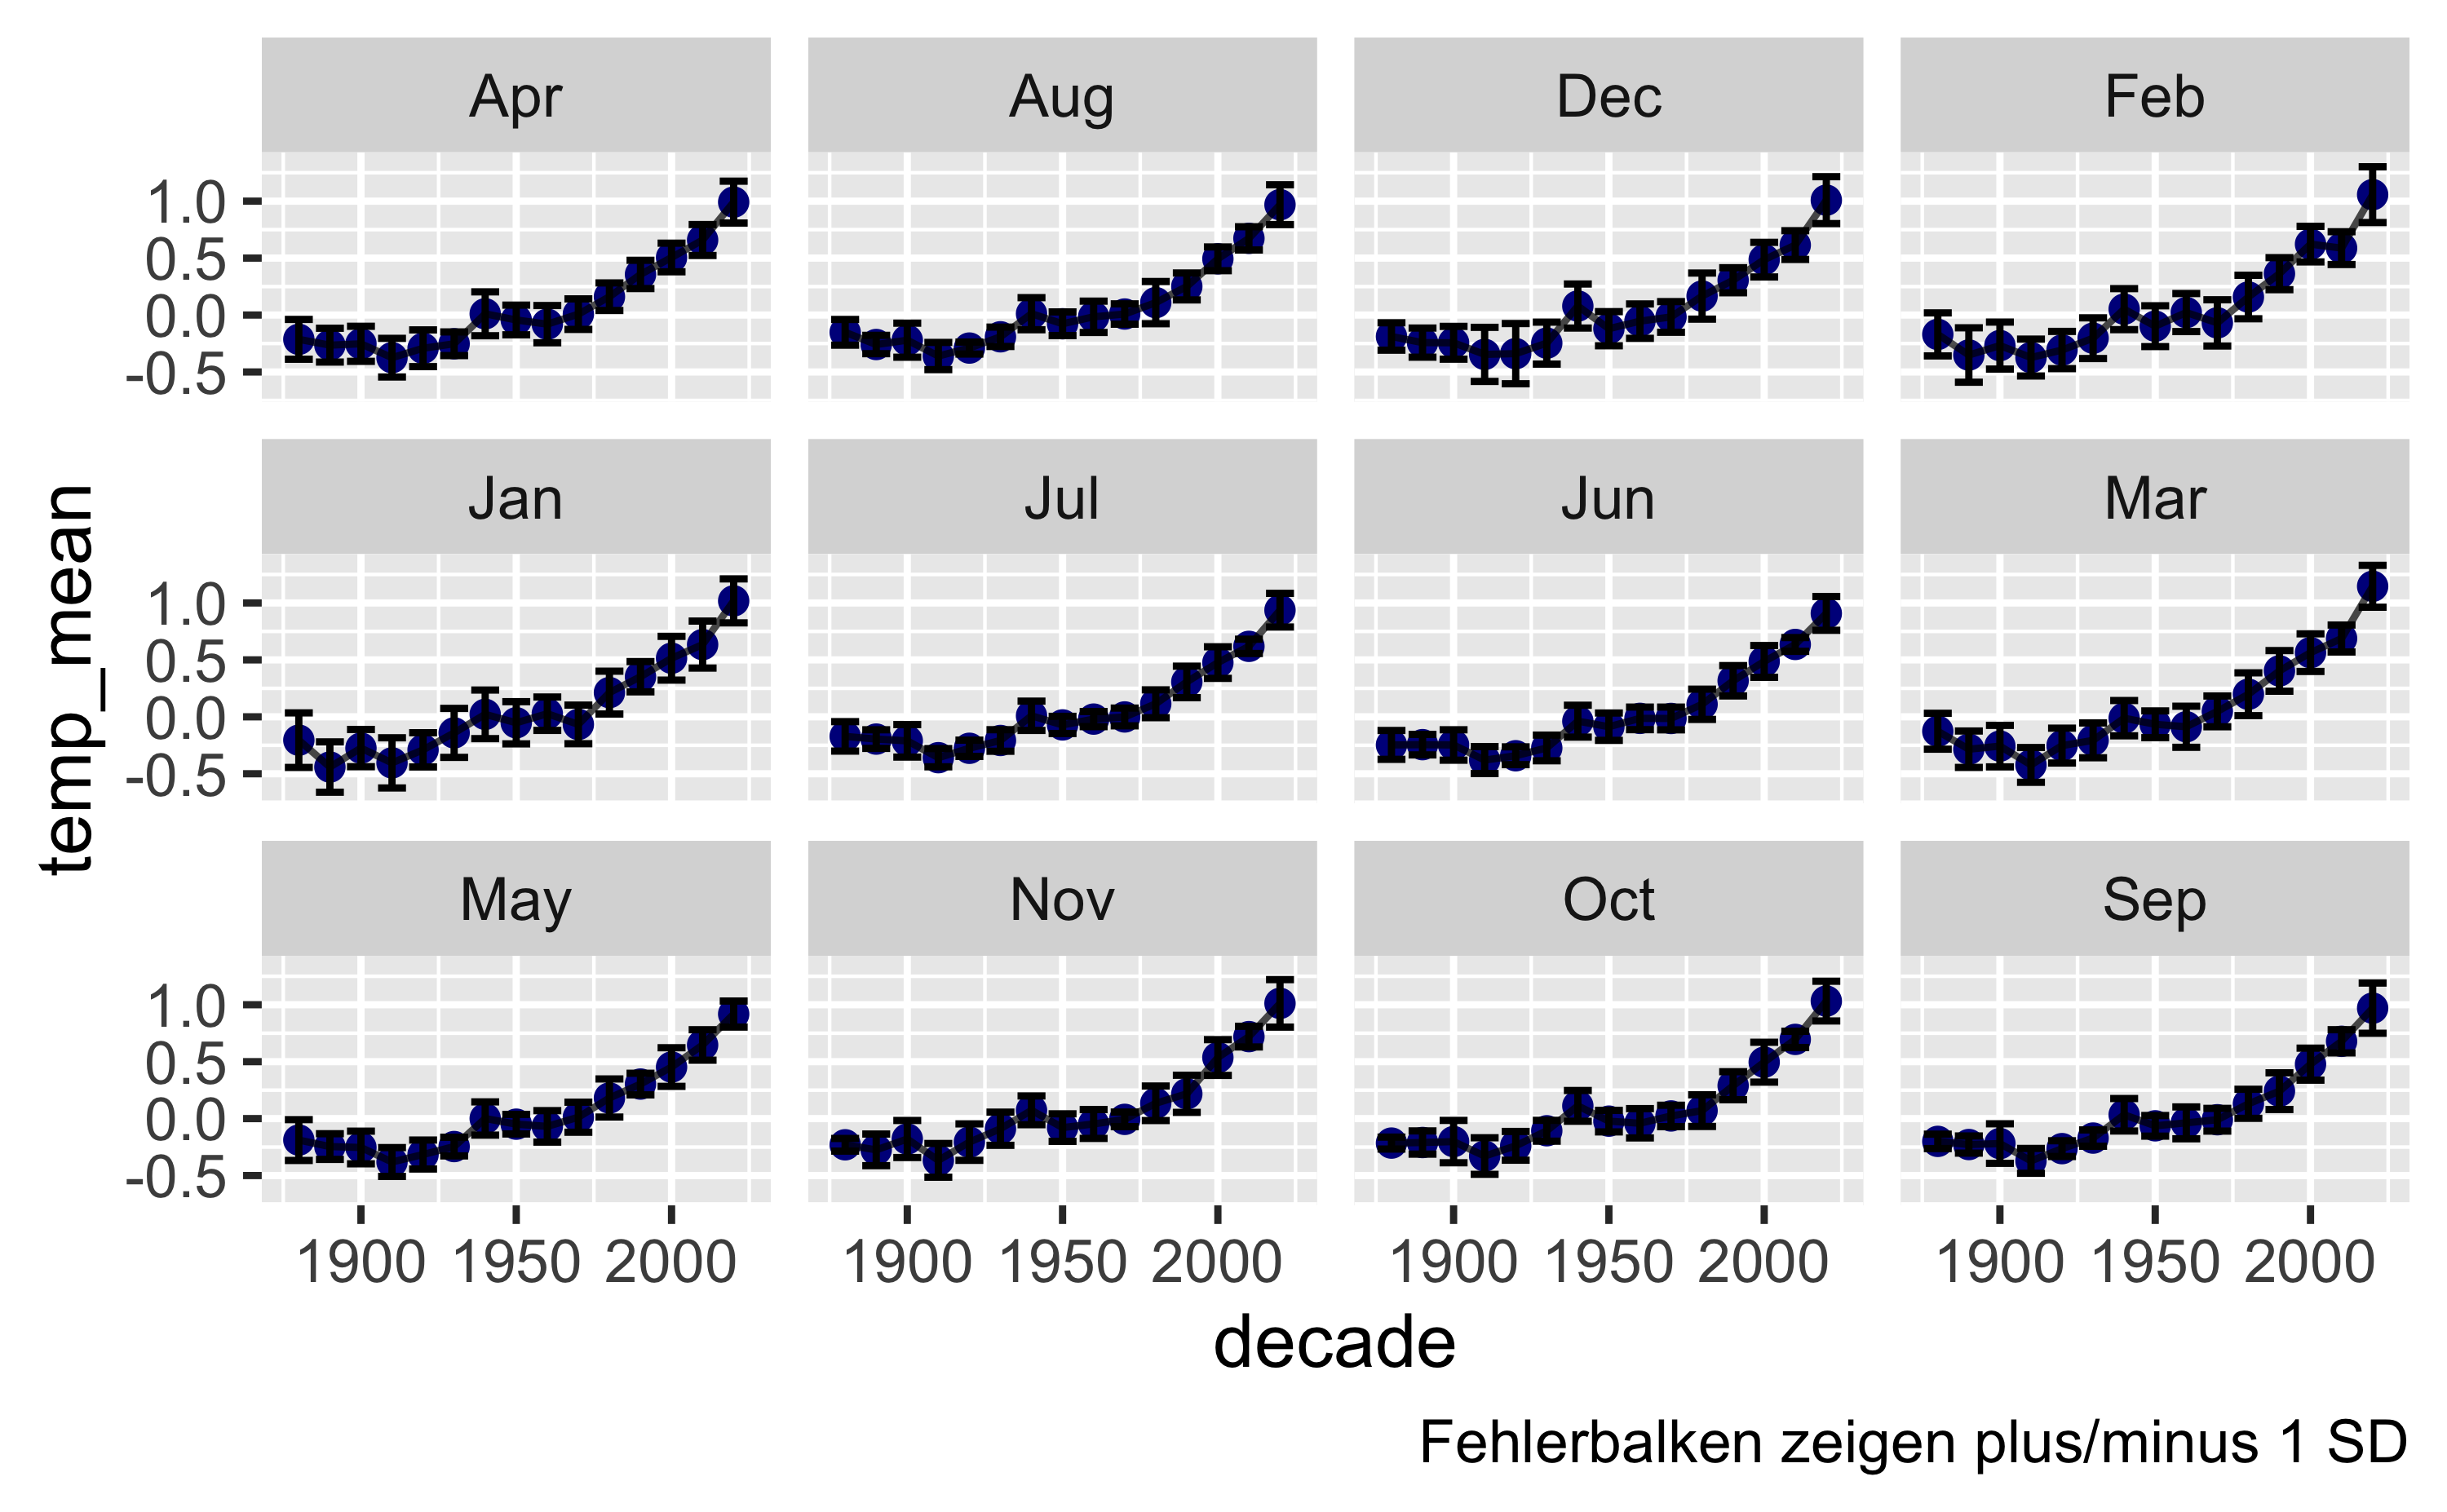 Apr Aug Dec Feb
1.0
0.5
0.0
-0.5
Jan Jul Jun Mar
1.0
0.5
0.0
-0.5
May Nov Oct Sep
1.0
0.5
0.0
-0.5
temp_mean
1900 1950 2000 1900 1950 2000 1900 1950 2000 1900 1950 2000
decade
Fehlerbalken zeigen plus/minus 1 SD